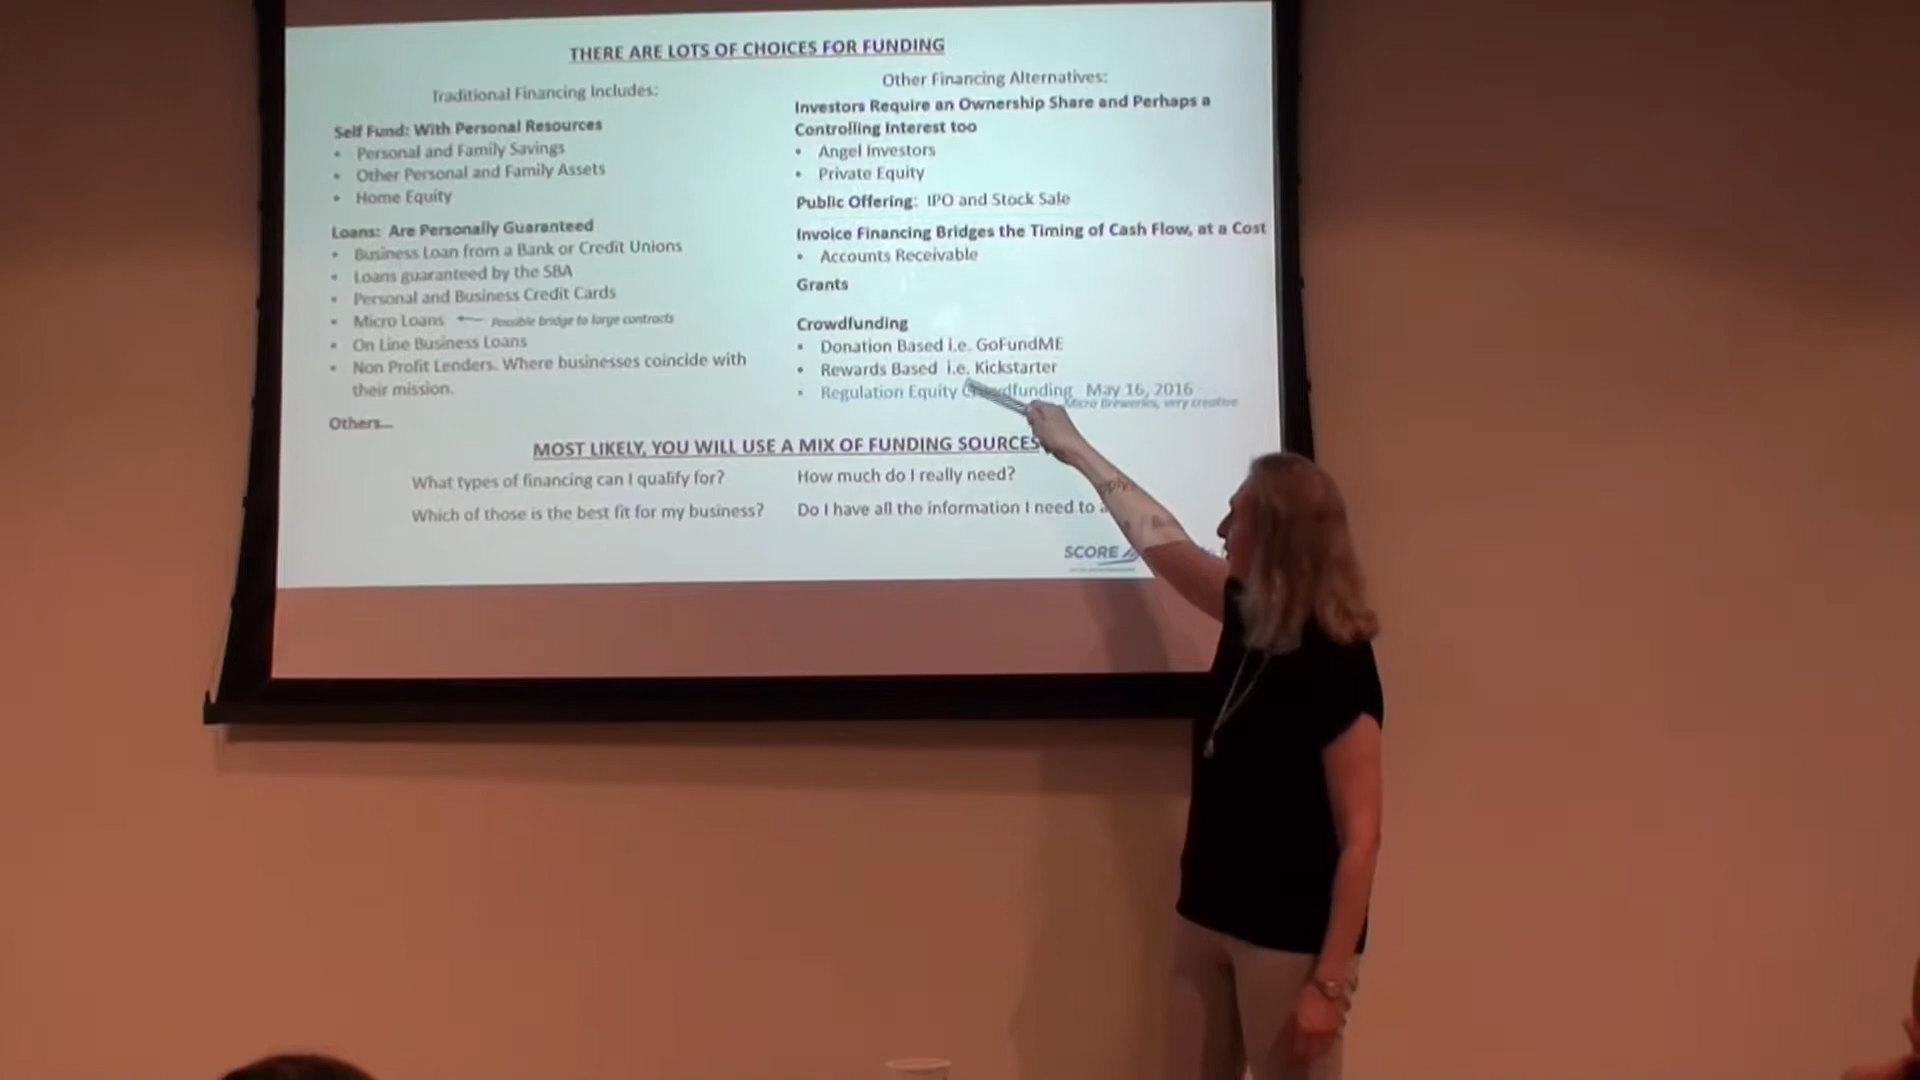 THERE ARE LOTS OF CHOICES FOR FUNDING
Traditional Financing Includes:
Self Fund: With Personal Resources
• Personal and Family Savings
• Other Personal and Family Assets
• Home Equity
Loans: Are Personally Guaranteed
• Business Loan from a Bank or Credit Unions
• Loans guaranteed by the SBA
• Personal and Business Credit Cards
• Micro Loans ← Possible bridge to large contracts
• On Line Business Loans
• Non Profit Lenders. Where businesses coincide with
their mission.
Others...
Other Financing Alternatives:
Investors Require an Ownership Share and Perhaps a
Controlling Interest too
• Angel Investors
• Private Equity
Public Offering: IPO and Stock Sale
Invoice Financing Bridges the Timing of Cash Flow, at a Cost
• Accounts Receivable
Grants
Crowdfunding
• Donation Based i.e. GoFundME
• Rewards Based i.e. Kickstarter
• Regulation Equity Crowdfunding May 16, 2016
Micro Breweries, very creative
MOST LIKELY, YOU WILL USE A MIX OF FUNDING SOURCES
What types of financing can I qualify for?
How much do I really need?
Which of those is the best fit for my business?
Do I have all the information I need to
SCORE